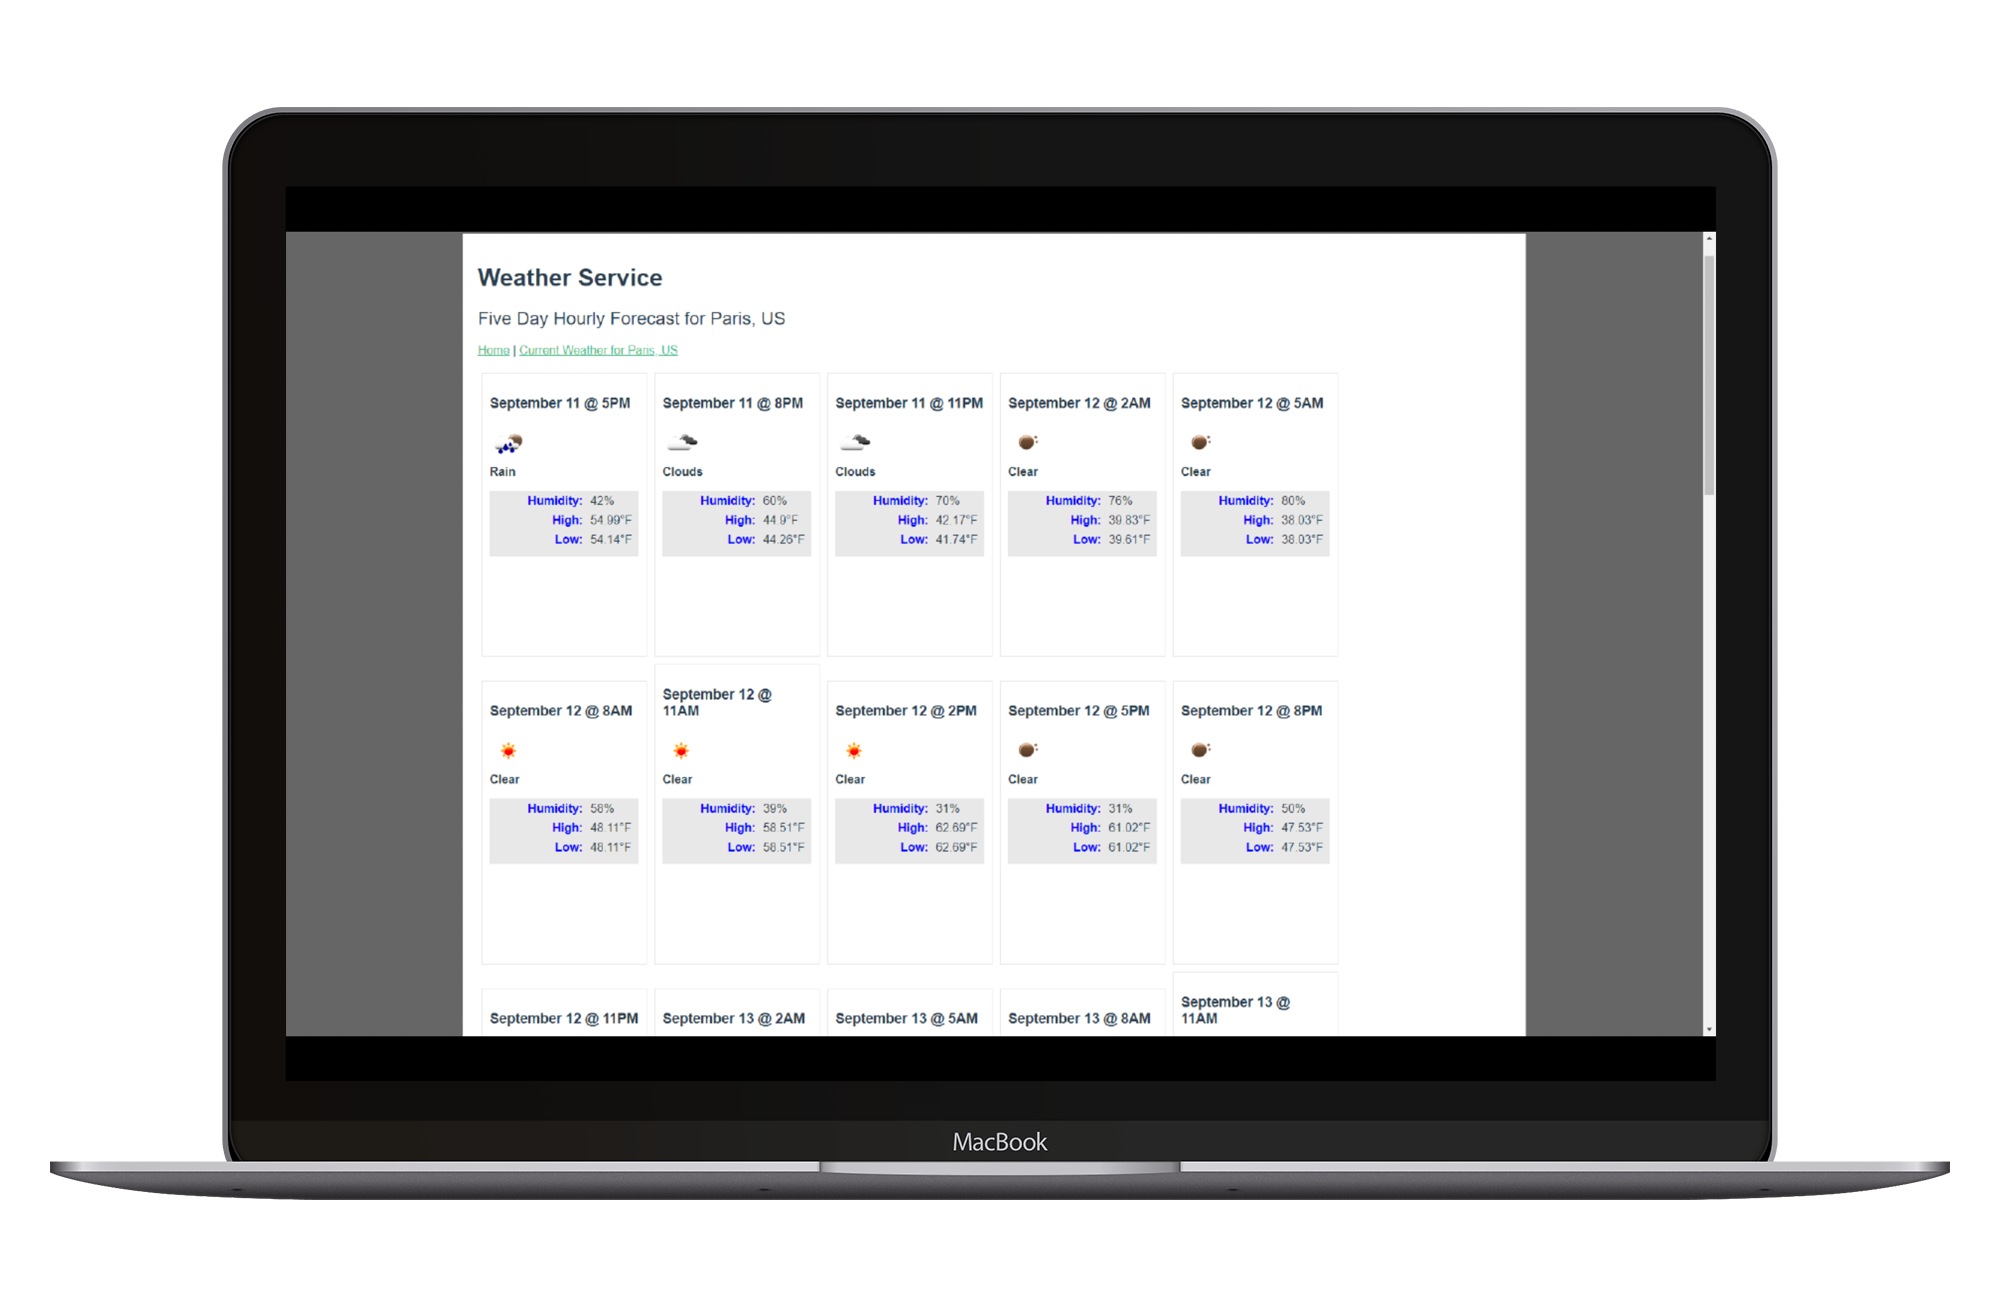 Weather Service
Five Day Hourly Forecast for Paris, US
Home | Current Weather for Paris, US
September 11 @ 5PM
Rain
Humidity: 42%
High: 54.99°F
Low: 54.14°F
September 11 @ 8PM
Clouds
Humidity: 60%
High: 44.9°F
Low: 44.26°F
September 11 @ 11PM
Clouds
Humidity: 70%
High: 42.17°F
Low: 41.74°F
September 12 @ 2AM
Clear
Humidity: 76%
High: 39.83°F
Low: 39.61°F
September 12 @ 5AM
Clear
Humidity: 80%
High: 38.03°F
Low: 38.03°F
September 12 @ 8AM
Clear
Humidity: 58%
High: 48.11°F
Low: 48.11°F
September 12 @
11AM
Clear
Humidity: 39%
High: 58.51°F
Low: 58.51°F
September 12 @ 2PM
Clear
Humidity: 31%
High: 62.69°F
Low: 62.69°F
September 12 @ 5PM
Clear
Humidity: 31%
High: 61.02°F
Low: 61.02°F
September 12 @ 8PM
Clear
Humidity: 50%
High: 47.53°F
Low: 47.53°F
September 12 @ 11PM
September 13 @ 2AM
September 13 @ 5AM
September 13 @ 8AM
September 13 @
11AM
MacBook